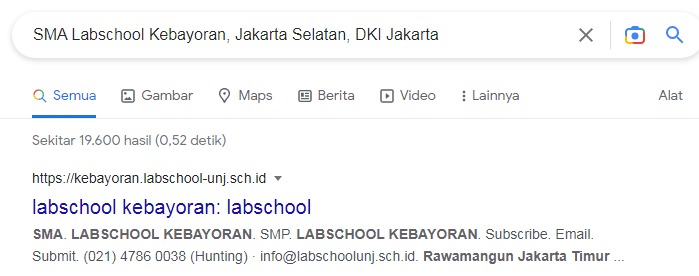 SMA Labschool Kebayoran, Jakarta Selatan, DKI Jakarta
Semua Gambar Maps Berita Video Lainnya Alat
Sekitar 19.600 hasil (0,52 detik)
https://kebayoran.labschool-unj.sch.id
labschool kebayoran: labschool
SMA. LABSCHOOL KEBAYORAN. SMP. LABSCHOOL KEBAYORAN. Subscribe. Email.
Submit. (021) 4786 0038 (Hunting) · info@labschoolunj.sch.id. Rawamangun Jakarta Timur ...